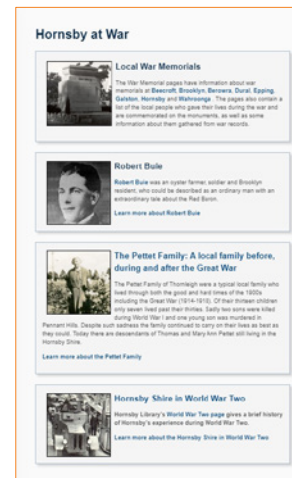 Hornsby at War
Local War Memorials
The War Memorial pages have information about war
memorials at Beecroft, Brooklyn, Berowra, Dural, Epping,
Galston, Hornsby and Wahroonga . The pages also contain a
list of the local people who gave their lives during the war and
are commemorated on the monuments, as well as some
information about them gathered from war records.
Robert Buie
Robert Buie was an oyster farmer, soldier and Brooklyn
resident, who could be described as an ordinary man with an
extraordinary tale about the Red Baron.
Learn more about Robert Buie
The Pettet Family: A local family before,
during and after the Great War
The Pettet Family of Thornleigh were a typical local family who
lived through both the good and hard times of the 1900s
including the Great War (1914-1918). Of their thirteen children
only seven lived past their thirties. Sadly two sons were killed
during World War I and one young son was murdered in
Pennant Hills. Despite such sadness the family continued to carry on their lives as best as
they could. Today there are descendants of Thomas and Mary Ann Pettet still living in the
Hornsby Shire.
Learn more about the Pettet Family
Hornsby Shire in World War Two
Hornsby Library's World War Two page gives a brief history
of Hornsby's experience during World War Two.
Learn more about the Hornsby Shire in World War Two